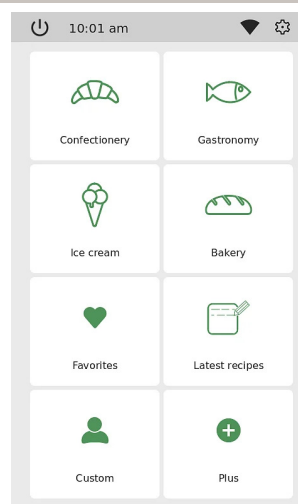 10:01 am
Confectionery
Gastronomy
Ice cream
Bakery
Favorites
Latest recipes
Custom
Plus